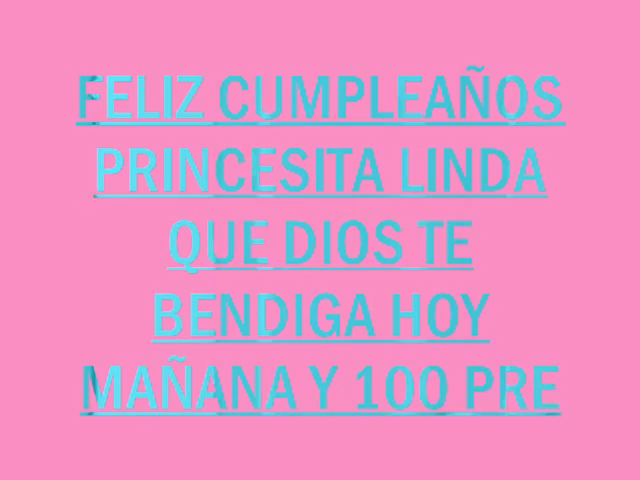 FELIZ CUMPLEAÑOS
PRINCESITA LINDA
QUE DIOS TE
BENDIGA HOY
MAÑANA Y 100 PRE